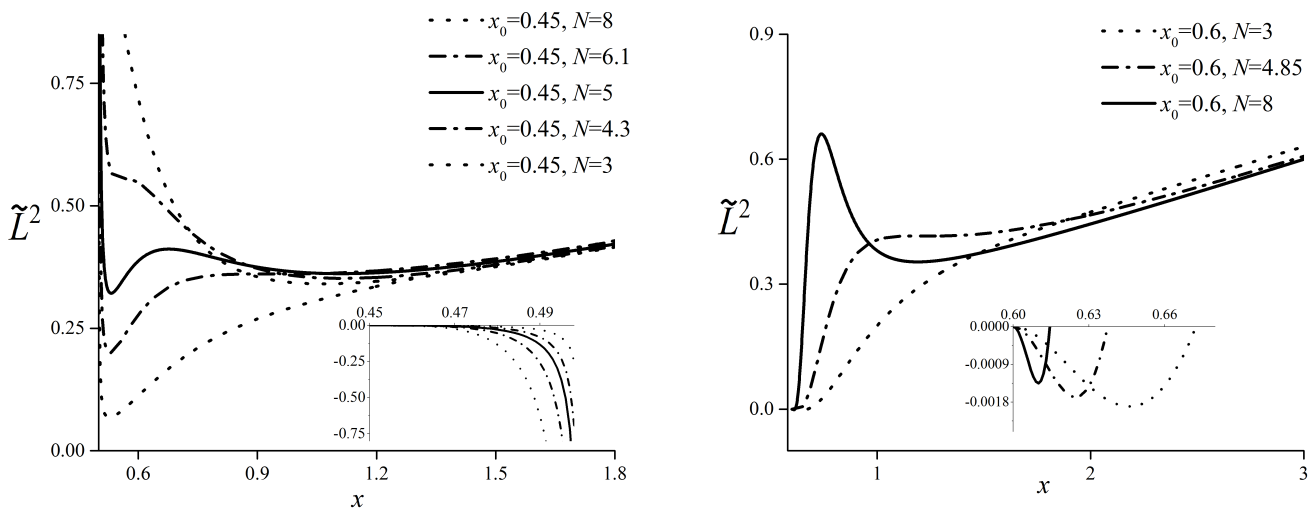 x0=0.45, N=8
x0=0.45, N=6.1
x0=0.45, N=5
x0=0.45, N=4.3
x0=0.45, N=3
0.75
0.50
0.25
0.00
L̃²
0.6 0.9 1.2 1.5 1.8
x
0.45 0.47 0.49
0.00
-0.25
-0.50
-0.75
x0=0.6, N=3
x0=0.6, N=4.85
x0=0.6, N=8
0.9
0.6
0.3
0.0
L̃²
1 2 3
x
0.60 0.63 0.66
0.0000
-0.0009
-0.0018